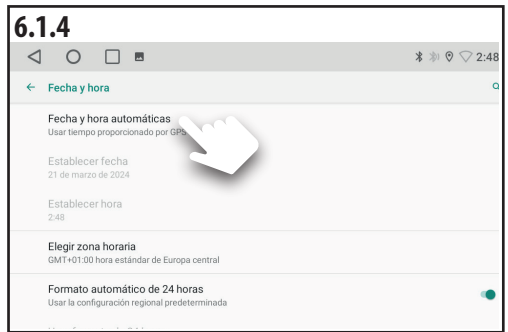 6.1.4
2:48
Fecha y hora
Fecha y hora automáticas
Usar tiempo proporcionado por GPS
Establecer fecha
21 de marzo de 2024
Establecer hora
2:48
Elegir zona horaria
GMT+01:00 hora estándar de Europa central
Formato automático de 24 horas
Usar la configuración regional predeterminada